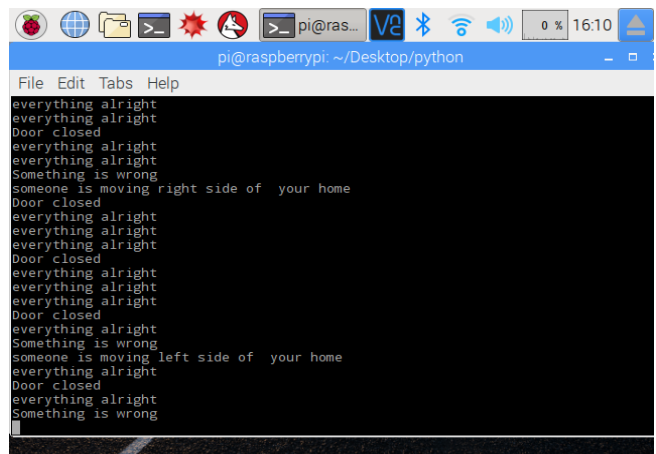 pi@ras...
V2
0 %
16:10
pi@raspberrypi: ~/Desktop/python
File Edit Tabs Help
everything alright
everything alright
Door closed
everything alright
everything alright
Something is wrong
someone is moving right side of  your home
Door closed
everything alright
everything alright
everything alright
Door closed
everything alright
everything alright
everything alright
Door closed
everything alright
Something is wrong
someone is moving left side of  your home
everything alright
Door closed
everything alright
Something is wrong